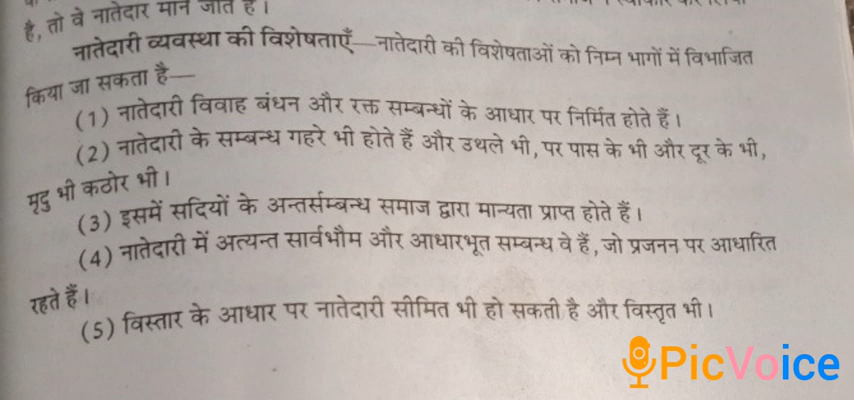 है, तो वे नातेदार माने जाते हैं।
नातेदारी व्यवस्था की विशेषताएँ—नातेदारी की विशेषताओं को निम्न भागों में विभाजित
किया जा सकता है—
(1) नातेदारी विवाह बंधन और रक्त सम्बन्धों के आधार पर निर्मित होते हैं।
(2) नातेदारी के सम्बन्ध गहरे भी होते हैं और उथले भी, पर पास के भी और दूर के भी,
मृदु भी कठोर भी।
(3) इसमें सदियों के अन्तर्सम्बन्ध समाज द्वारा मान्यता प्राप्त होते हैं।
(4) नातेदारी में अत्यन्त सार्वभौम और आधारभूत सम्बन्ध वे हैं, जो प्रजनन पर आधारित
रहते हैं।
(5) विस्तार के आधार पर नातेदारी सीमित भी हो सकती है और विस्तृत भी।
PicVoice